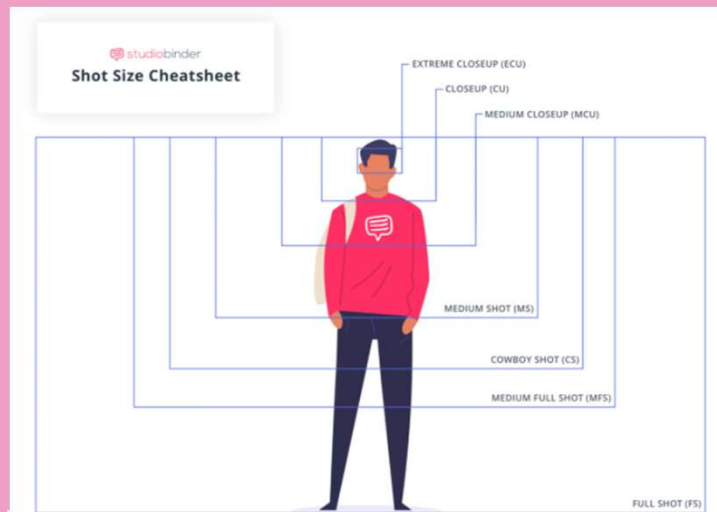 studiobinder
Shot Size Cheatsheet
EXTREME CLOSEUP (ECU)
CLOSEUP (CU)
MEDIUM CLOSEUP (MCU)
MEDIUM SHOT (MS)
COWBOY SHOT (CS)
MEDIUM FULL SHOT (MFS)
FULL SHOT (FS)